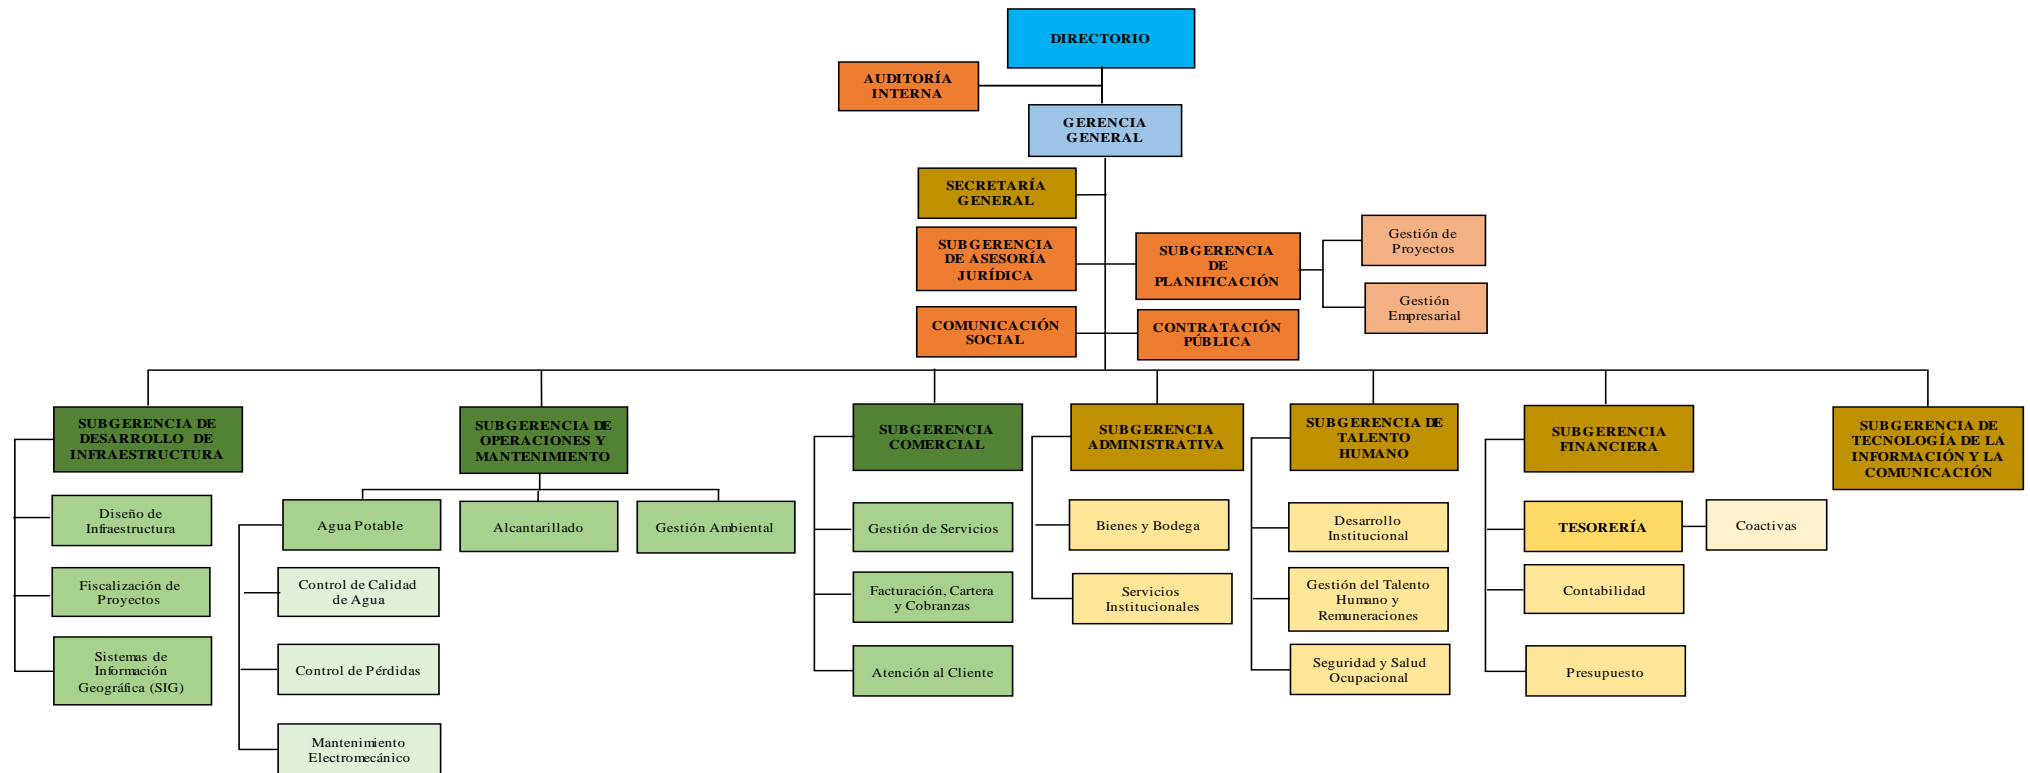 DIRECTORIO
AUDITORÍA
INTERNA
GERENCIA
GENERAL
SECRETARÍA
GENERAL
SUBGERENCIA
DE ASESORÍA
JURÍDICA
SUBGERENCIA
DE
PLANIFICACIÓN
Gestión de
Proyectos
Gestión
Empresarial
COMUNICACIÓN
SOCIAL
CONTRATACIÓN
PÚBLICA
SUBGERENCIA DE
DESARROLLO DE
INFRAESTRUCTURA
Diseño de
Infraestructura
Fiscalización de
Proyectos
Sistemas de
Información
Geográfica (SIG)
SUBGERENCIA DE
OPERACIONES Y
MANTENIMIENTO
Agua Potable
Control de Calidad
de Agua
Control de Pérdidas
Mantenimiento
Electromecánico
Alcantarillado
Gestión Ambiental
SUBGERENCIA
COMERCIAL
Gestión de Servicios
Facturación, Cartera
y Cobranzas
Atención al Cliente
SUBGERENCIA
ADMINISTRATIVA
Bienes y Bodega
Servicios
Institucionales
SUBGERENCIA DE
TALENTO
HUMANO
Desarrollo
Institucional
Gestión del Talento
Humano y
Remuneraciones
Seguridad y Salud
Ocupacional
SUBGERENCIA
FINANCIERA
TESORERÍA
Coactivas
Contabilidad
Presupuesto
SUBGERENCIA DE
TECNOLOGÍA DE LA
INFORMACIÓN Y LA
COMUNICACIÓN